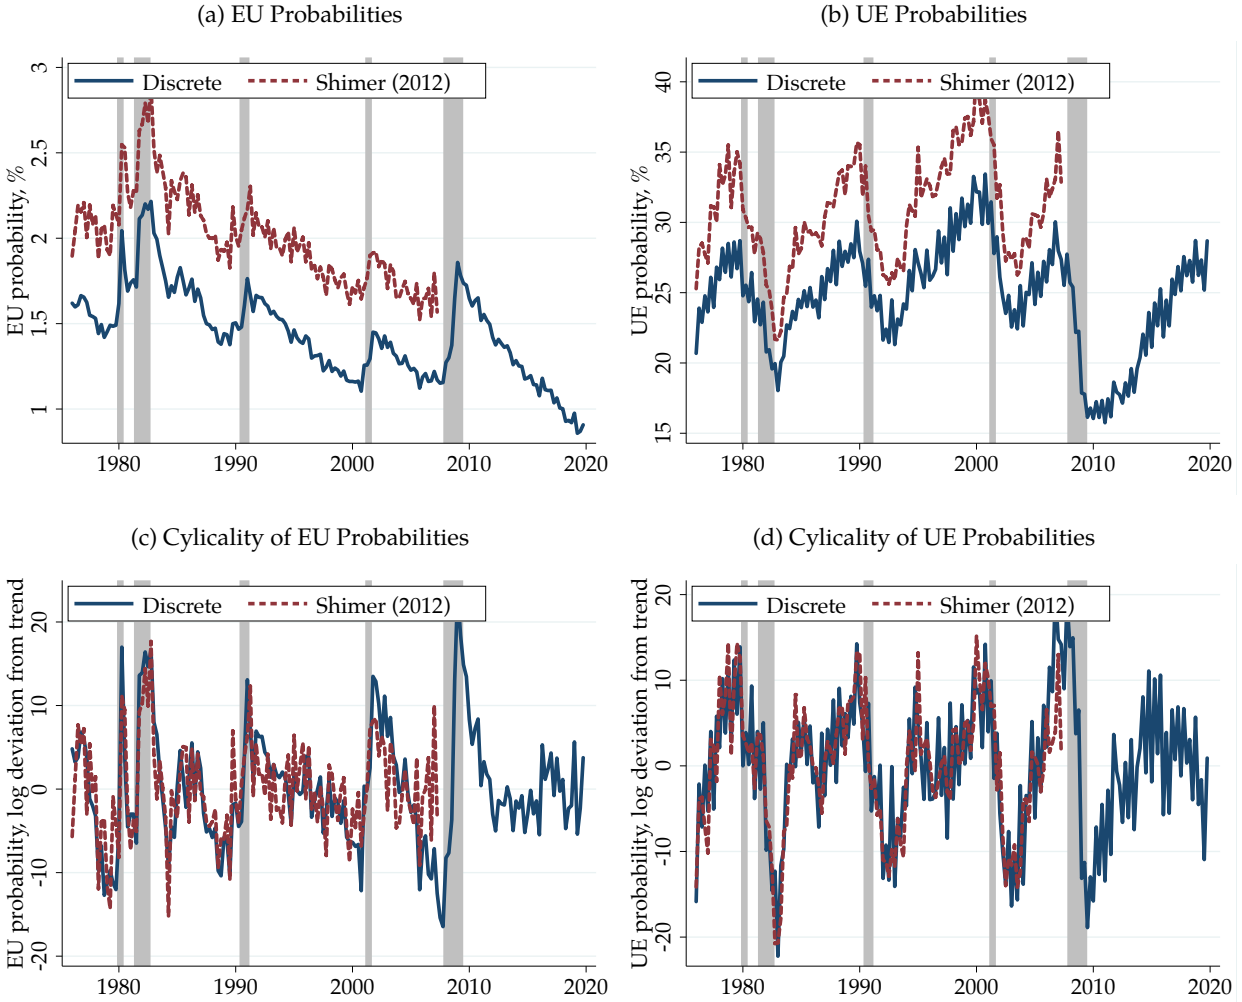 (a) EU Probabilities
EU probability, %
3
2.5
2
1.5
1
Discrete
Shimer (2012)
1980
1990
2000
2010
2020
(b) UE Probabilities
UE probability, %
40
35
30
25
20
15
Discrete
Shimer (2012)
1980
1990
2000
2010
2020
(c) Cylicality of EU Probabilities
EU probability, log deviation from trend
20
10
0
-10
-20
Discrete
Shimer (2012)
1980
1990
2000
2010
2020
(d) Cylicality of UE Probabilities
UE probability, log deviation from trend
20
10
0
-10
-20
Discrete
Shimer (2012)
1980
1990
2000
2010
2020